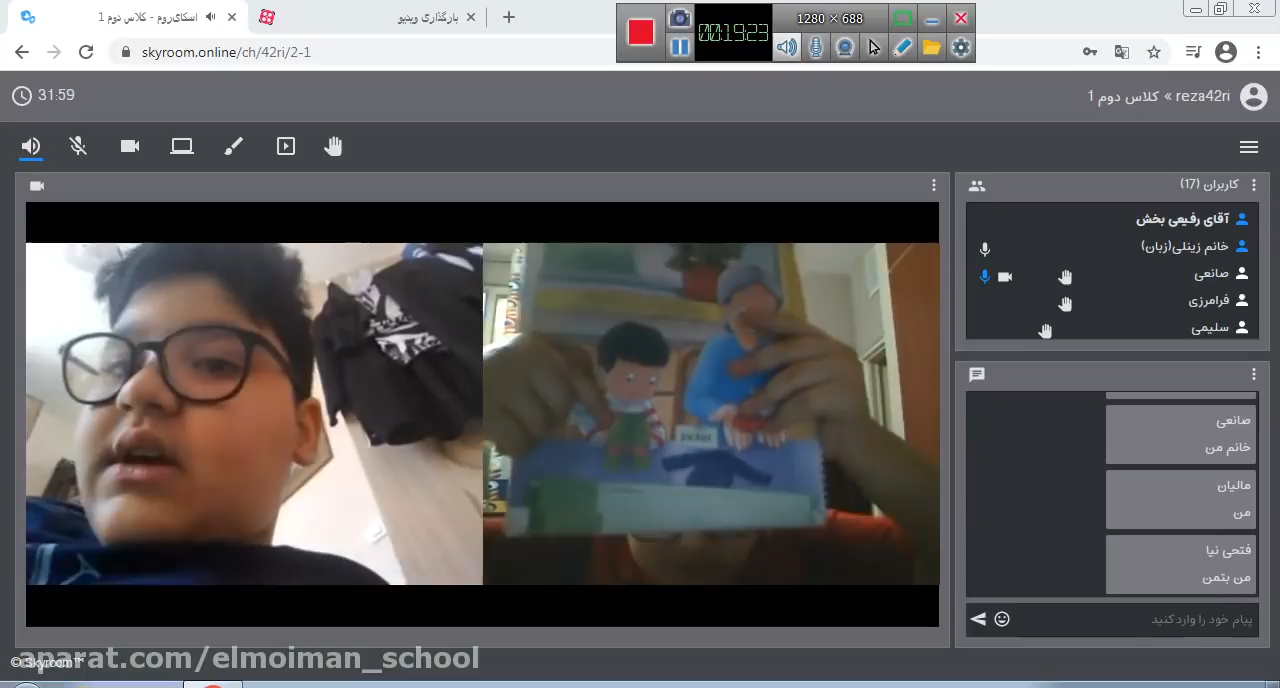 اسکای‌روم - کلاس دوم 1
بارگذاری ویدیو
1280 × 688
00:19:23
skyroom.online/ch/42ri/2-1
31:59
reza42ri » کلاس دوم 1
کاربران (17)
آقای رفیعی بخش
خانم زینلی(زبان)
صانعی
فرامرزی
سلیمی
صانعی
خانم من
مالیان
من
فتحی نیا
من بتمن
پیام خود را وارد کنید
jacket
© Skyroom™
aparat.com/elmoiman_school